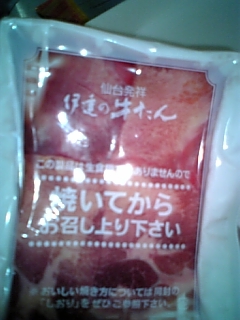 仙台発祥
伊達の牛たん
この製品は生食用 ありませんので
焼いてから
お召し上り下さい
※おいしい焼き方については同封の
「しおり」をぜひご参照下さい。